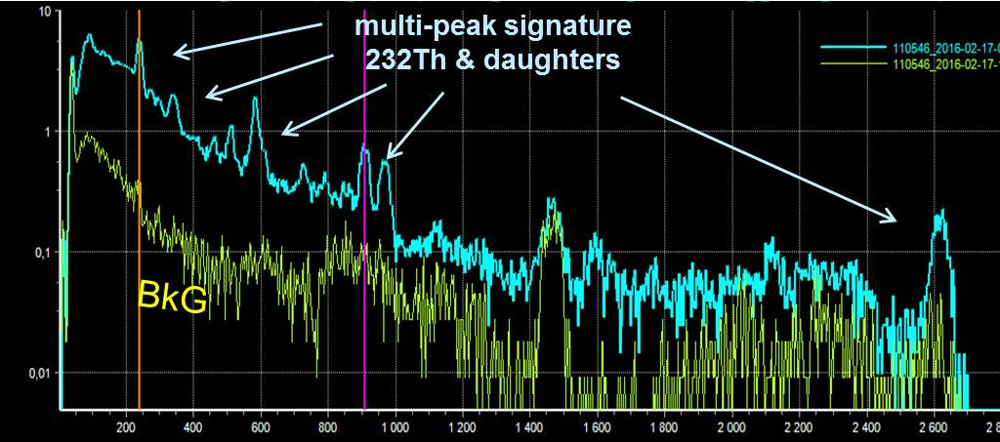 multi-peak signature
232Th & daughters
10
110546_2016-02-17-
110546_2016-02-17-
1
0,1
BkG
0,01
200 400 600 800 1 000 1 200 1 400 1 600 1 800 2 000 2 200 2 400 2 600 2 8